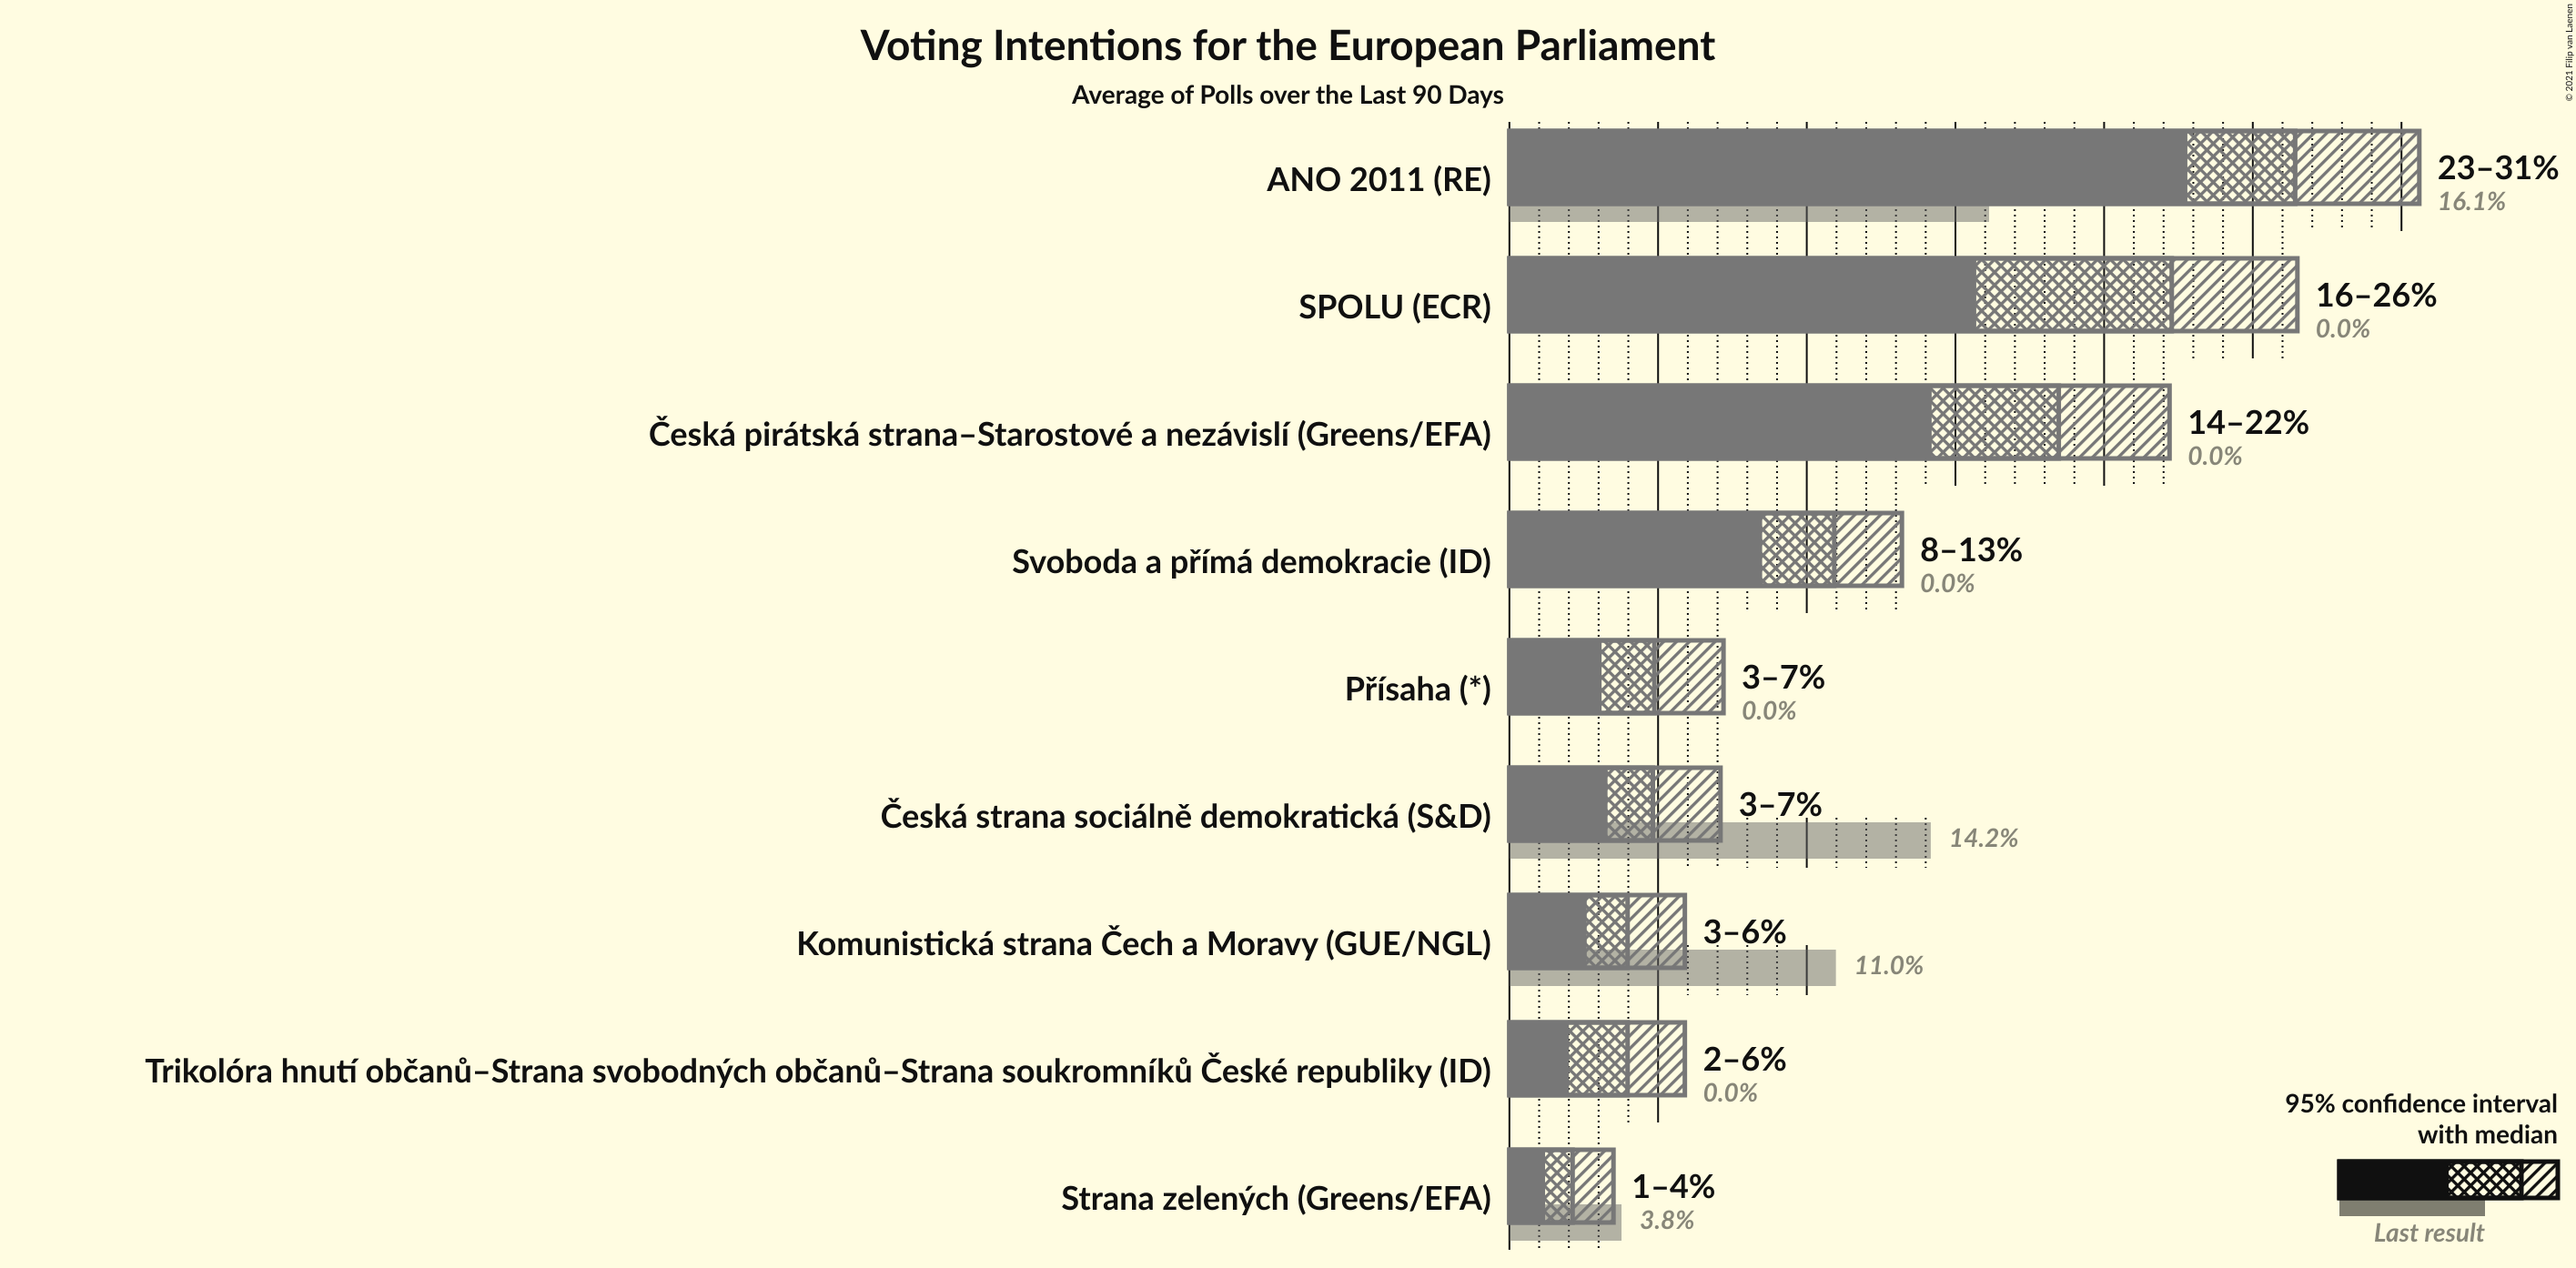 Voting Intentions for the European Parliament
Average of Polls over the Last 90 Days
© 2021 Filip van Laenen
ANO 2011 (RE)
23–31%
16.1%
SPOLU (ECR)
16–26%
0.0%
Česká pirátská strana–Starostové a nezávislí (Greens/EFA)
14–22%
0.0%
Svoboda a přímá demokracie (ID)
8–13%
0.0%
Přísaha (*)
3–7%
0.0%
Česká strana sociálně demokratická (S&D)
3–7%
14.2%
Komunistická strana Čech a Moravy (GUE/NGL)
3–6%
11.0%
Trikolóra hnutí občanů–Strana svobodných občanů–Strana soukromníků České republiky (ID)
2–6%
0.0%
Strana zelených (Greens/EFA)
1–4%
3.8%
95% confidence interval
with median
Last result